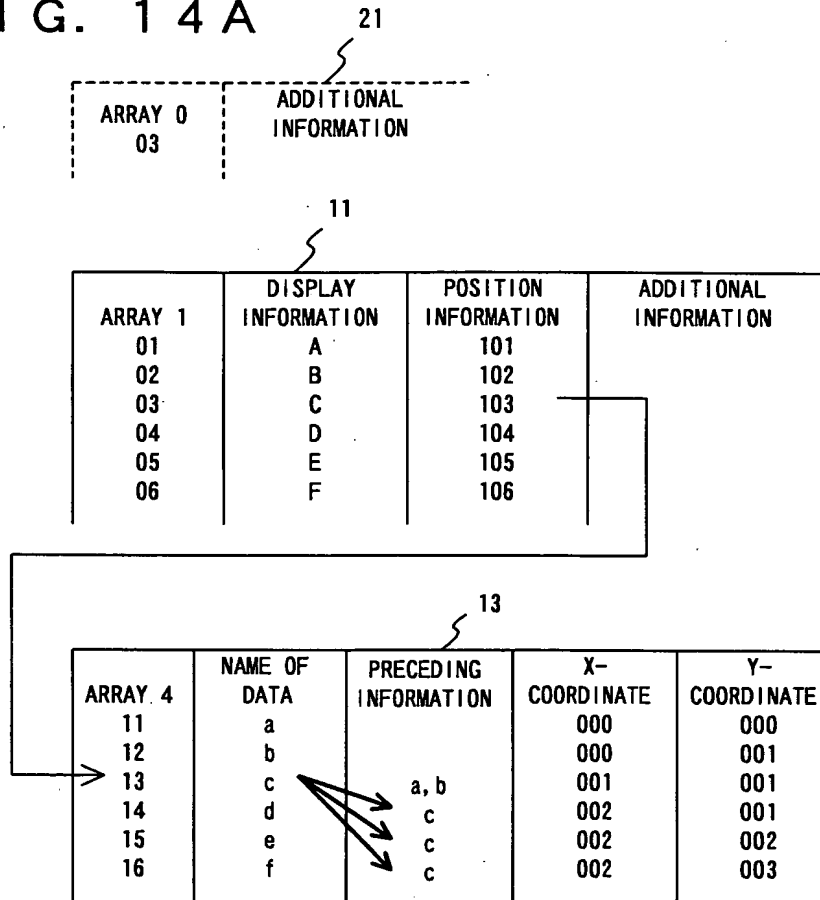 IG. 14A
21
ARRAY 0 ADDITIONAL INFORMATION
03
11
ARRAY 1 DISPLAY INFORMATION POSITION INFORMATION ADDITIONAL INFORMATION
01 A 101
02 B 102
03 C 103
04 D 104
05 E 105
06 F 106
13
ARRAY 4 NAME OF DATA PRECEDING INFORMATION X-COORDINATE Y-COORDINATE
11 a 000 000
12 b 000 001
13 c a,b 001 001
14 d c 002 001
15 e c 002 002
16 f c 002 003